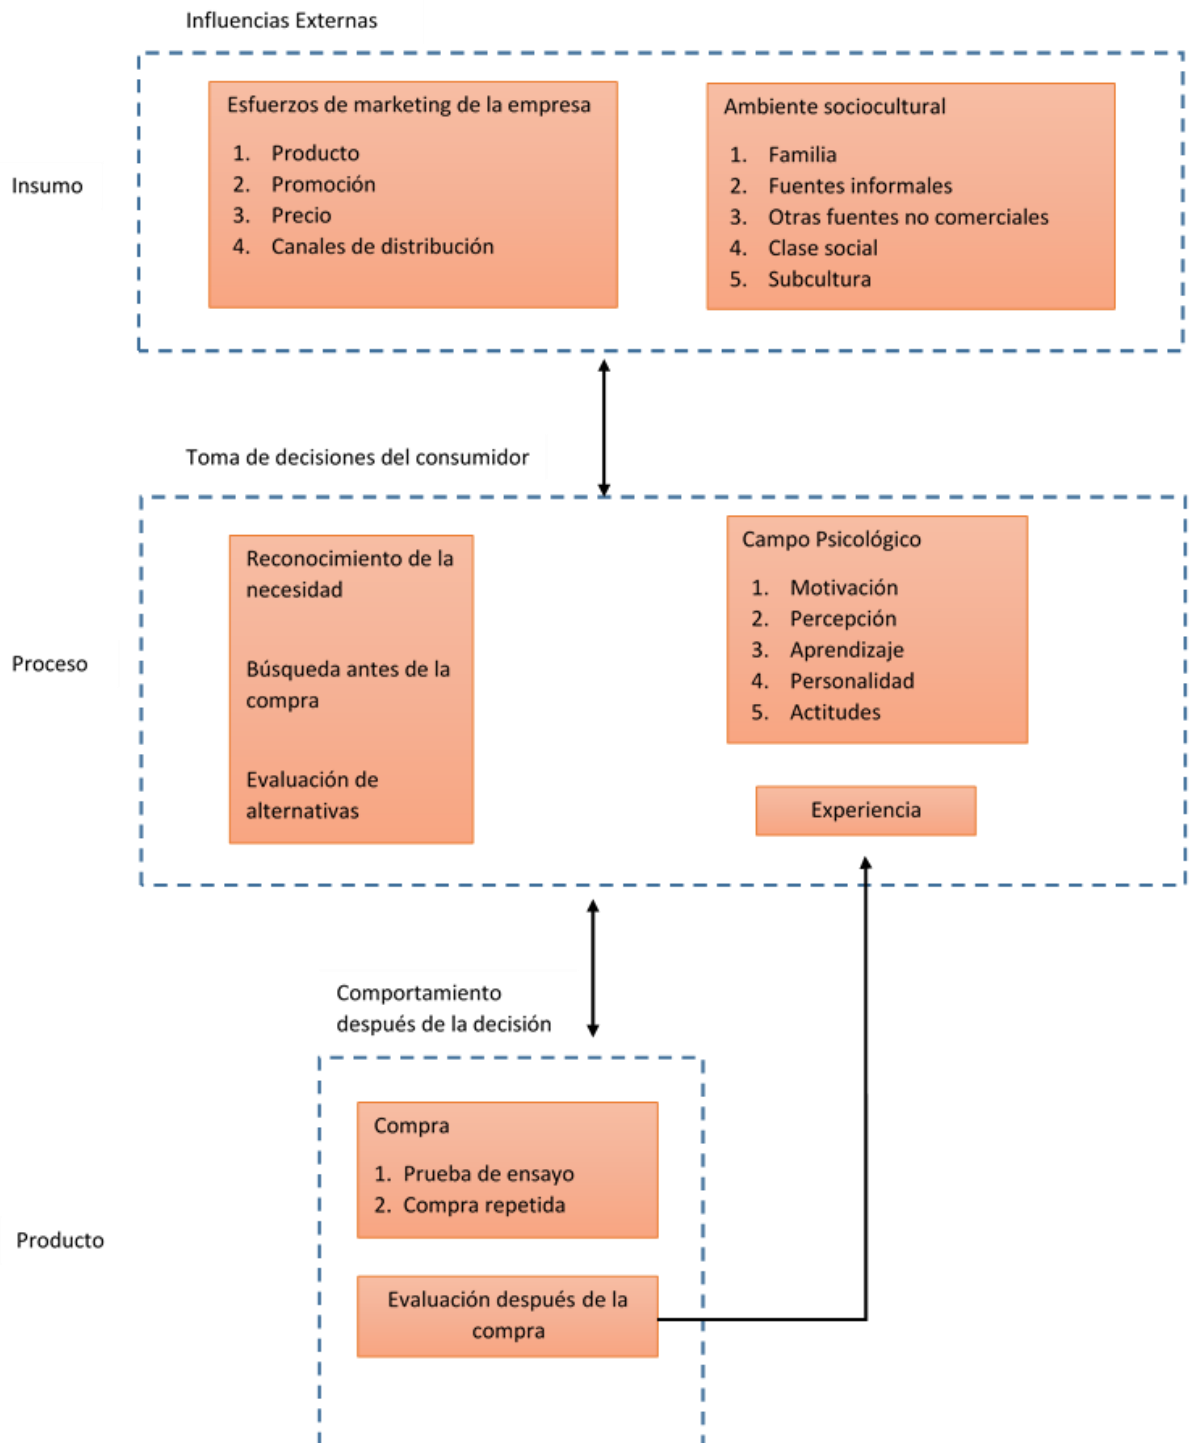 Influencias Externas
Insumo
Esfuerzos de marketing de la empresa
1. Producto
2. Promoción
3. Precio
4. Canales de distribución
Ambiente sociocultural
1. Familia
2. Fuentes informales
3. Otras fuentes no comerciales
4. Clase social
5. Subcultura
Toma de decisiones del consumidor
Proceso
Reconocimiento de la
necesidad
Búsqueda antes de la
compra
Evaluación de
alternativas
Campo Psicológico
1. Motivación
2. Percepción
3. Aprendizaje
4. Personalidad
5. Actitudes
Experiencia
Comportamiento
después de la decisión
Producto
Compra
1. Prueba de ensayo
2. Compra repetida
Evaluación después de la
compra